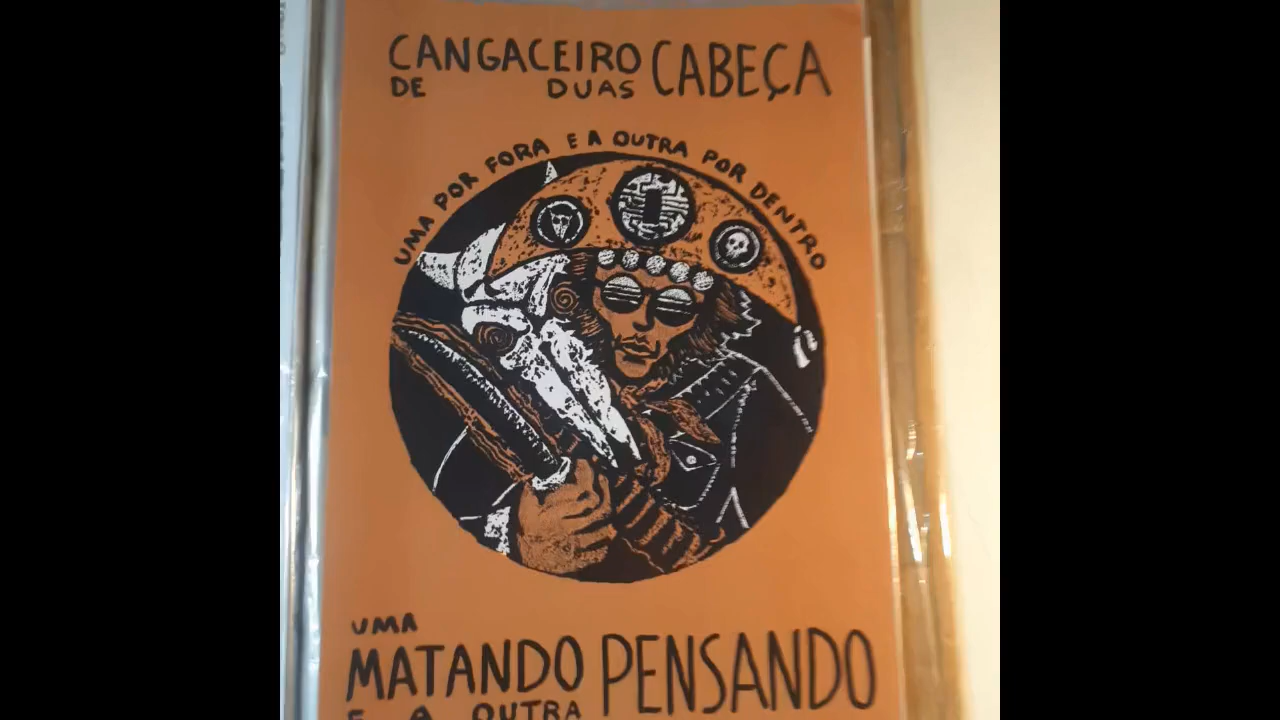 CANGACEIRO CABEÇA
DE DUAS
UMA POR FORA E A OUTRA POR DENTRO
UMA
MATANDO PENSANDO
E A OUTRA